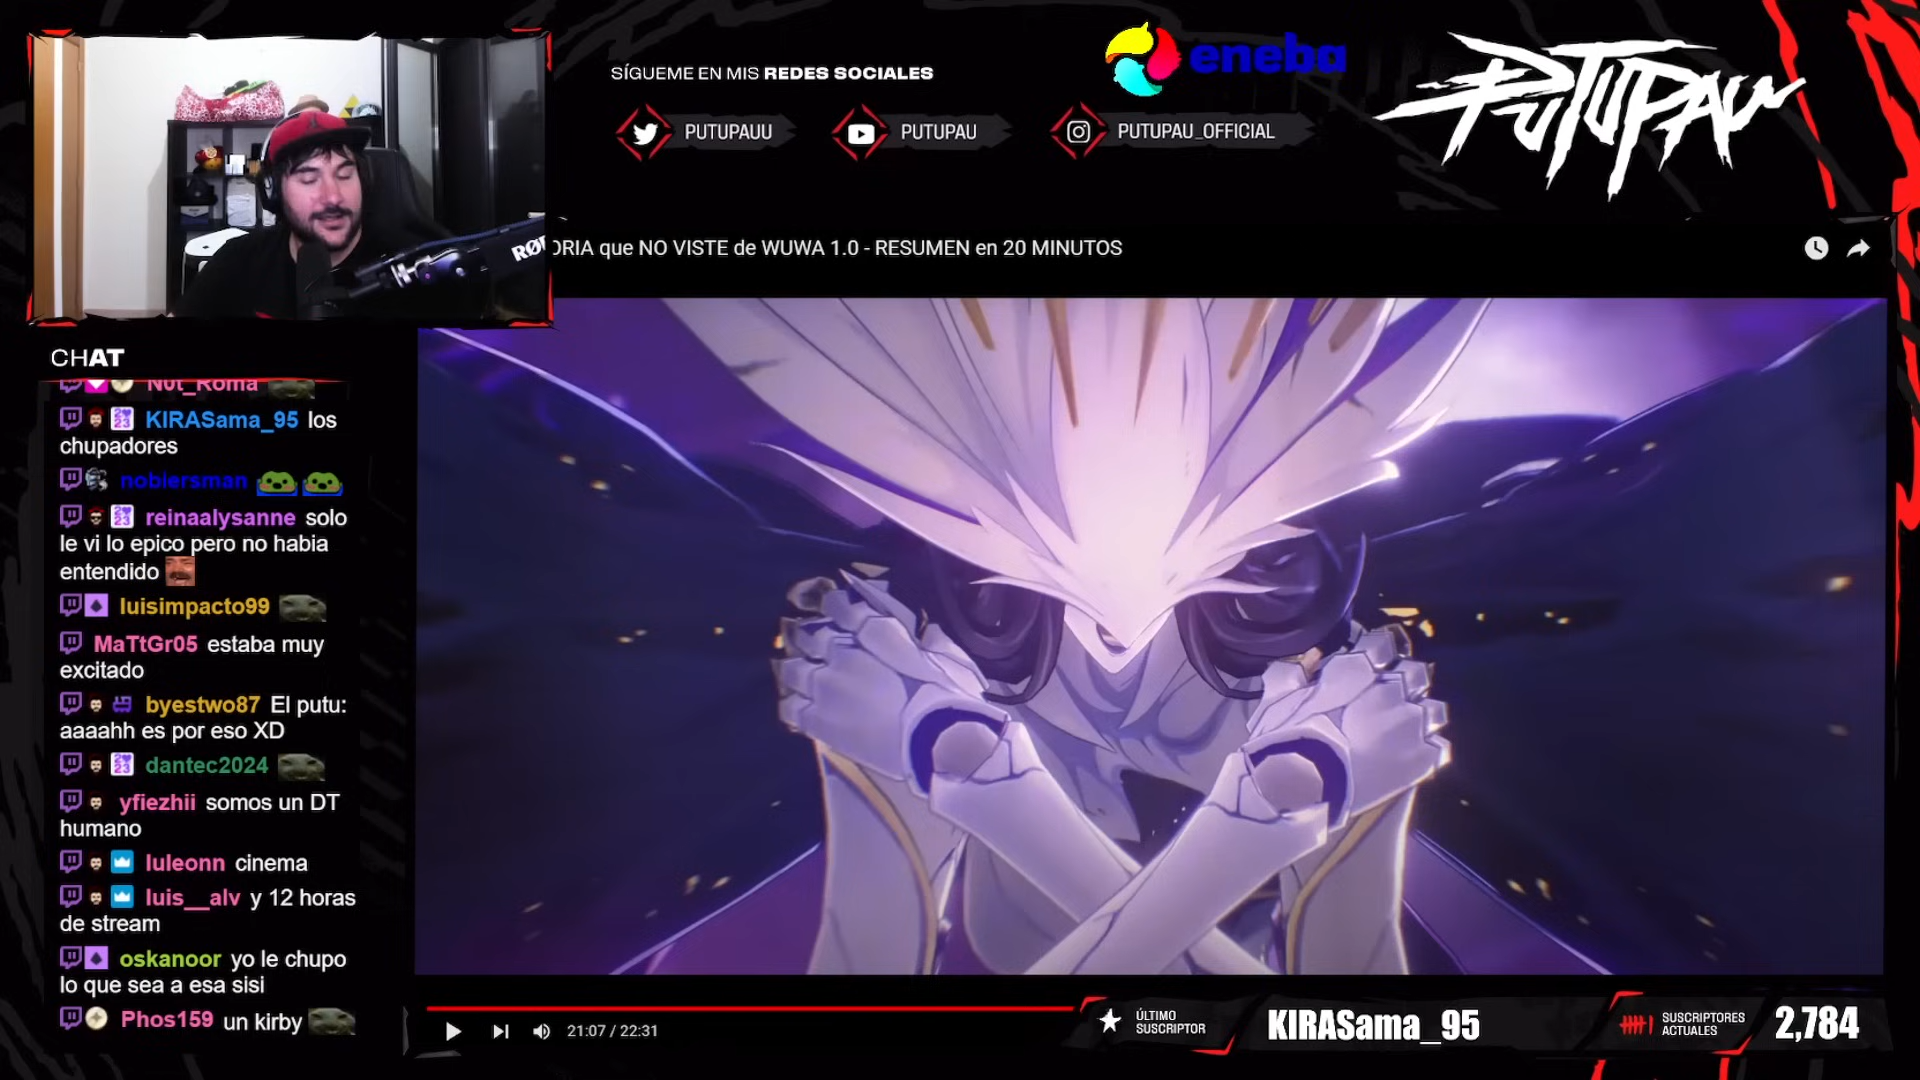 SÍGUEME EN MIS REDES SOCIALES
eneba
PUTUPAU
PUTUPAUU
PUTUPAU
PUTUPAU_OFFICIAL
RØD
ORIA que NO VISTE de WUWA 1.0 - RESUMEN en 20 MINUTOS
CHAT
N0t_Roma
KIRASama_95 los
chupadores
nobiersman
reinaalysanne solo
le vi lo epico pero no habia
entendido
luisimpacto99
MaTtGr05 estaba muy
excitado
byestwo87 El putu:
aaaahh es por eso XD
dantec2024
yfiezhii somos un DT
humano
luleonn cinema
luis__alv y 12 horas
de stream
oskanoor yo le chupo
lo que sea a esa sisi
Phos159 un kirby
21:07 / 22:31
ÚLTIMO
SUSCRIPTOR
KIRASama_95
SUSCRIPTORES
ACTUALES
2,784